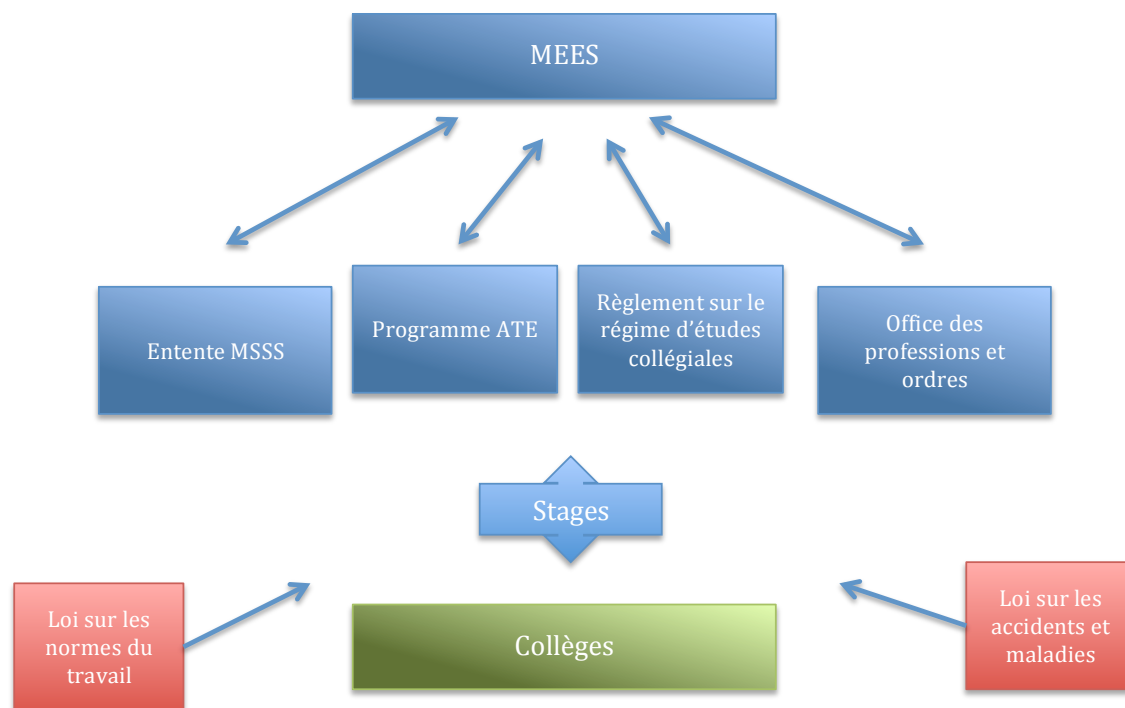 MEES
Entente MSSS
Programme ATE
Règlement sur le
régime d’études
collégiales
Office des
professions et
ordres
Stages
Loi sur les
normes du
travail
Collèges
Loi sur les
accidents et
maladies